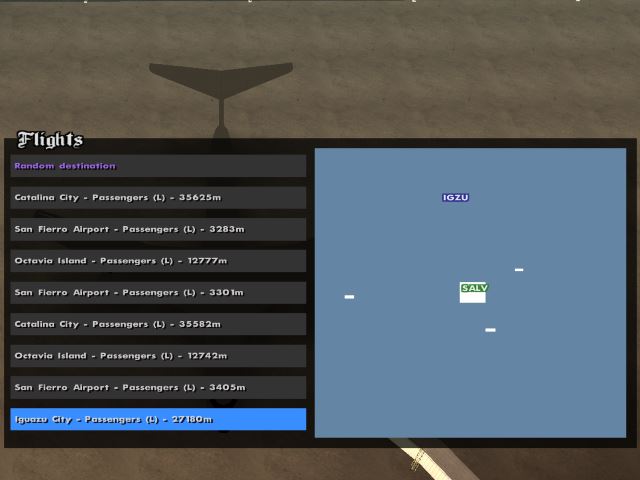 Flights
Random destination
Catalina City - Passengers (L) - 35625m
San Fierro Airport - Passengers (L) - 3283m
Octavia Island - Passengers (L) - 12777m
San Fierro Airport - Passengers (L) - 3301m
Catalina City - Passengers (L) - 35582m
Octavia Island - Passengers (L) - 12742m
San Fierro Airport - Passengers (L) - 3405m
Iguazu City - Passengers (L) - 27180m
IGZU
SALV